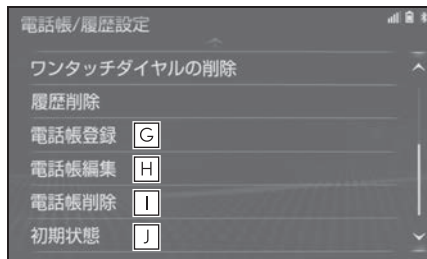 電話帳/履歴設定
ワンタッチダイヤルの削除
履歴削除
電話帳登録 G
電話帳編集 H
電話帳削除 I
初期状態 J